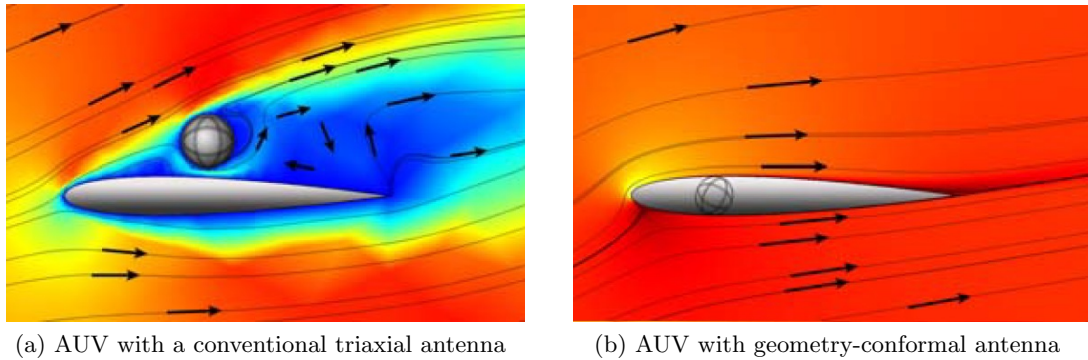 (a) AUV with a conventional triaxial antenna
(b) AUV with geometry-conformal antenna